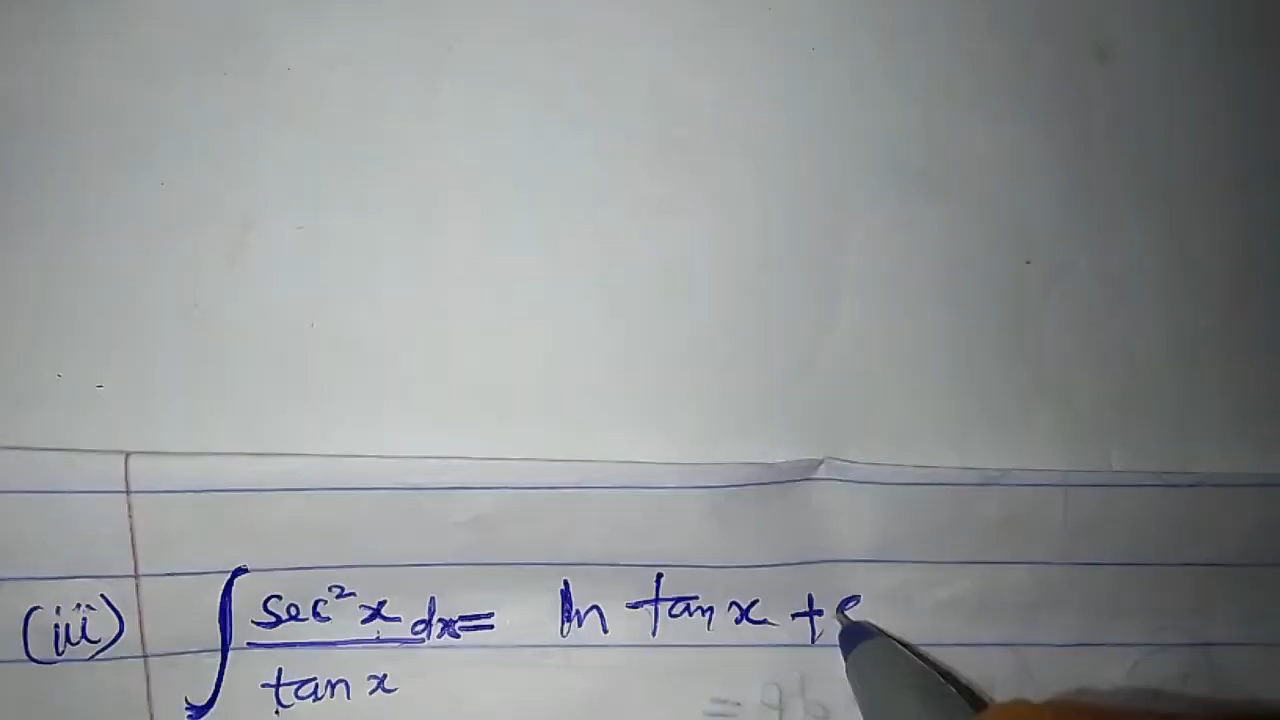 (iii) ∫ sec²x/tan x dx = ln tan x + c